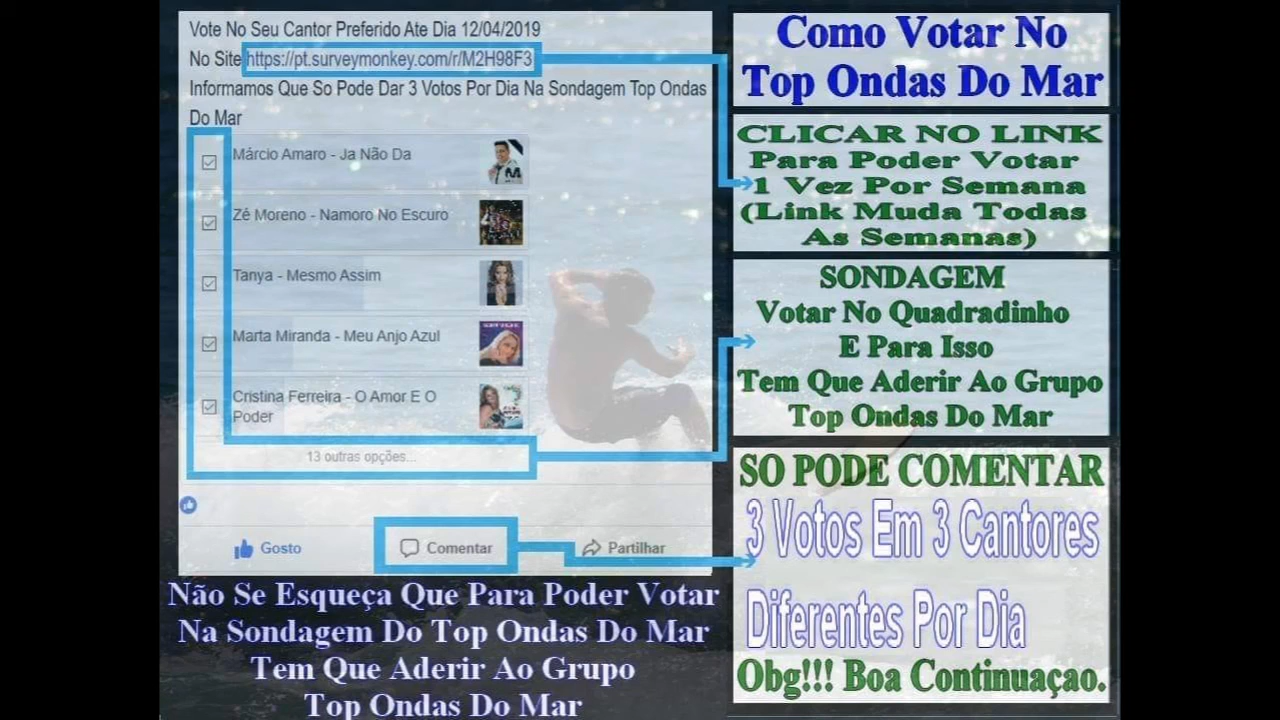 Vote No Seu Cantor Preferido Ate Dia 12/04/2019
No Site https://pt.surveymonkey.com/r/M2H98F3
Informamos Que So Pode Dar 3 Votos Por Dia Na Sondagem Top Ondas
Do Mar
Márcio Amaro - Ja Não Da
Zé Moreno - Namoro No Escuro
Tanya - Mesmo Assim
Marta Miranda - Meu Anjo Azul
Cristina Ferreira - O Amor E O
Poder
13 outras opções...
Gosto
Comentar
Partilhar
Não Se Esqueça Que Para Poder Votar
Na Sondagem Do Top Ondas Do Mar
Tem Que Aderir Ao Grupo
Top Ondas Do Mar
Como Votar No
Top Ondas Do Mar
CLICAR NO LINK
Para Poder Votar
1 Vez Por Semana
(Link Muda Todas
As Semanas)
SONDAGEM
Votar No Quadradinho
E Para Isso
Tem Que Aderir Ao Grupo
Top Ondas Do Mar
SO PODE COMENTAR
3 Votos Em 3 Cantores
Diferentes Por Dia
Obg!!! Boa Continuaçao.